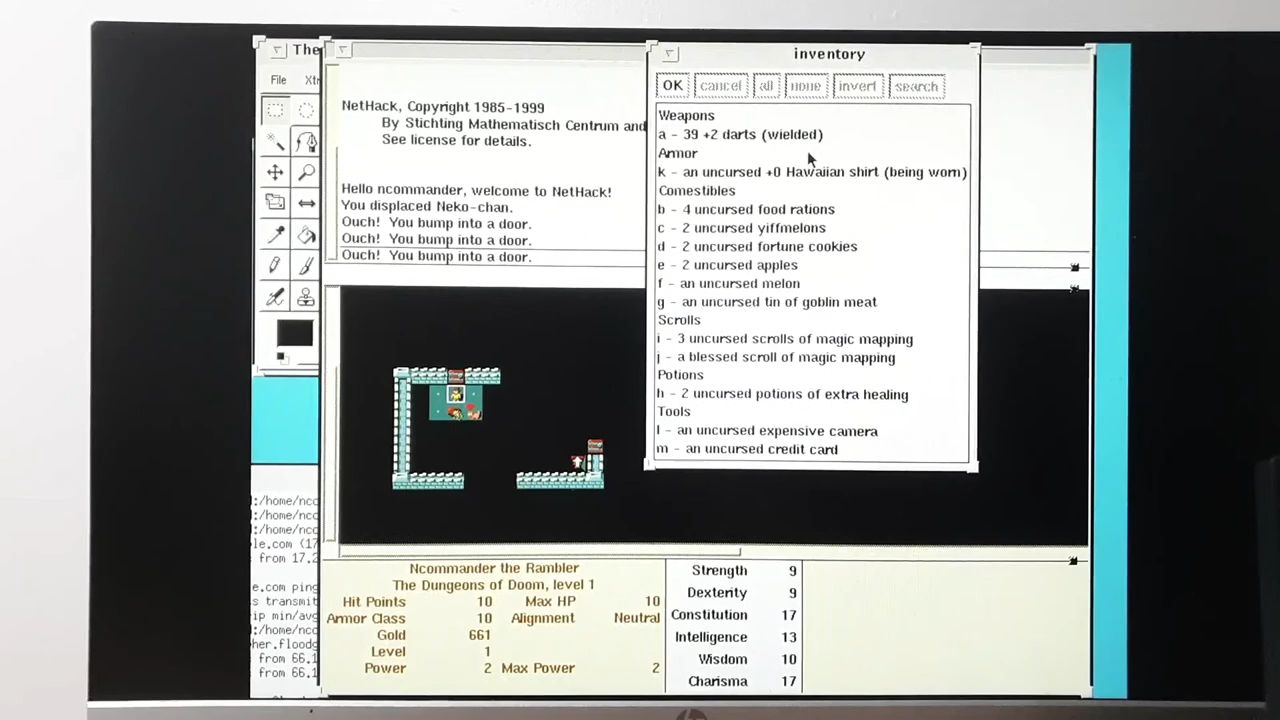 The
File Xtr
NetHack, Copyright 1985-1999
By Stichting Mathematisch Centrum and
See license for details.
Hello ncommander, welcome to NetHack!
You displaced Neko-chan.
Ouch! You bump into a door.
Ouch! You bump into a door.
Ouch! You bump into a door.
inventory
OK cancel all none invert search
Weapons
a - 39 +2 darts (wielded)
Armor
k - an uncursed +0 Hawaiian shirt (being worn)
Comestibles
b - 4 uncursed food rations
c - 2 uncursed yiffmelons
d - 2 uncursed fortune cookies
e - 2 uncursed apples
f - an uncursed melon
g - an uncursed tin of goblin meat
Scrolls
i - 3 uncursed scrolls of magic mapping
j - a blessed scroll of magic mapping
Potions
h - 2 uncursed potions of extra healing
Tools
l - an uncursed expensive camera
m - an uncursed credit card
:/home/ncc
:/home/ncc
:/home/ncc
le.com (17
from 17.2
e.com ping
s transmit
ip min/avg
:/home/ncc
her.floodg
from 66.1
from 66.1
Ncommander the Rambler
The Dungeons of Doom, level 1
Hit Points 10 Max HP 10
Armor Class 10 Alignment Neutral
Gold 661
Level 1
Power 2 Max Power 2
Strength 9
Dexterity 9
Constitution 17
Intelligence 13
Wisdom 10
Charisma 17